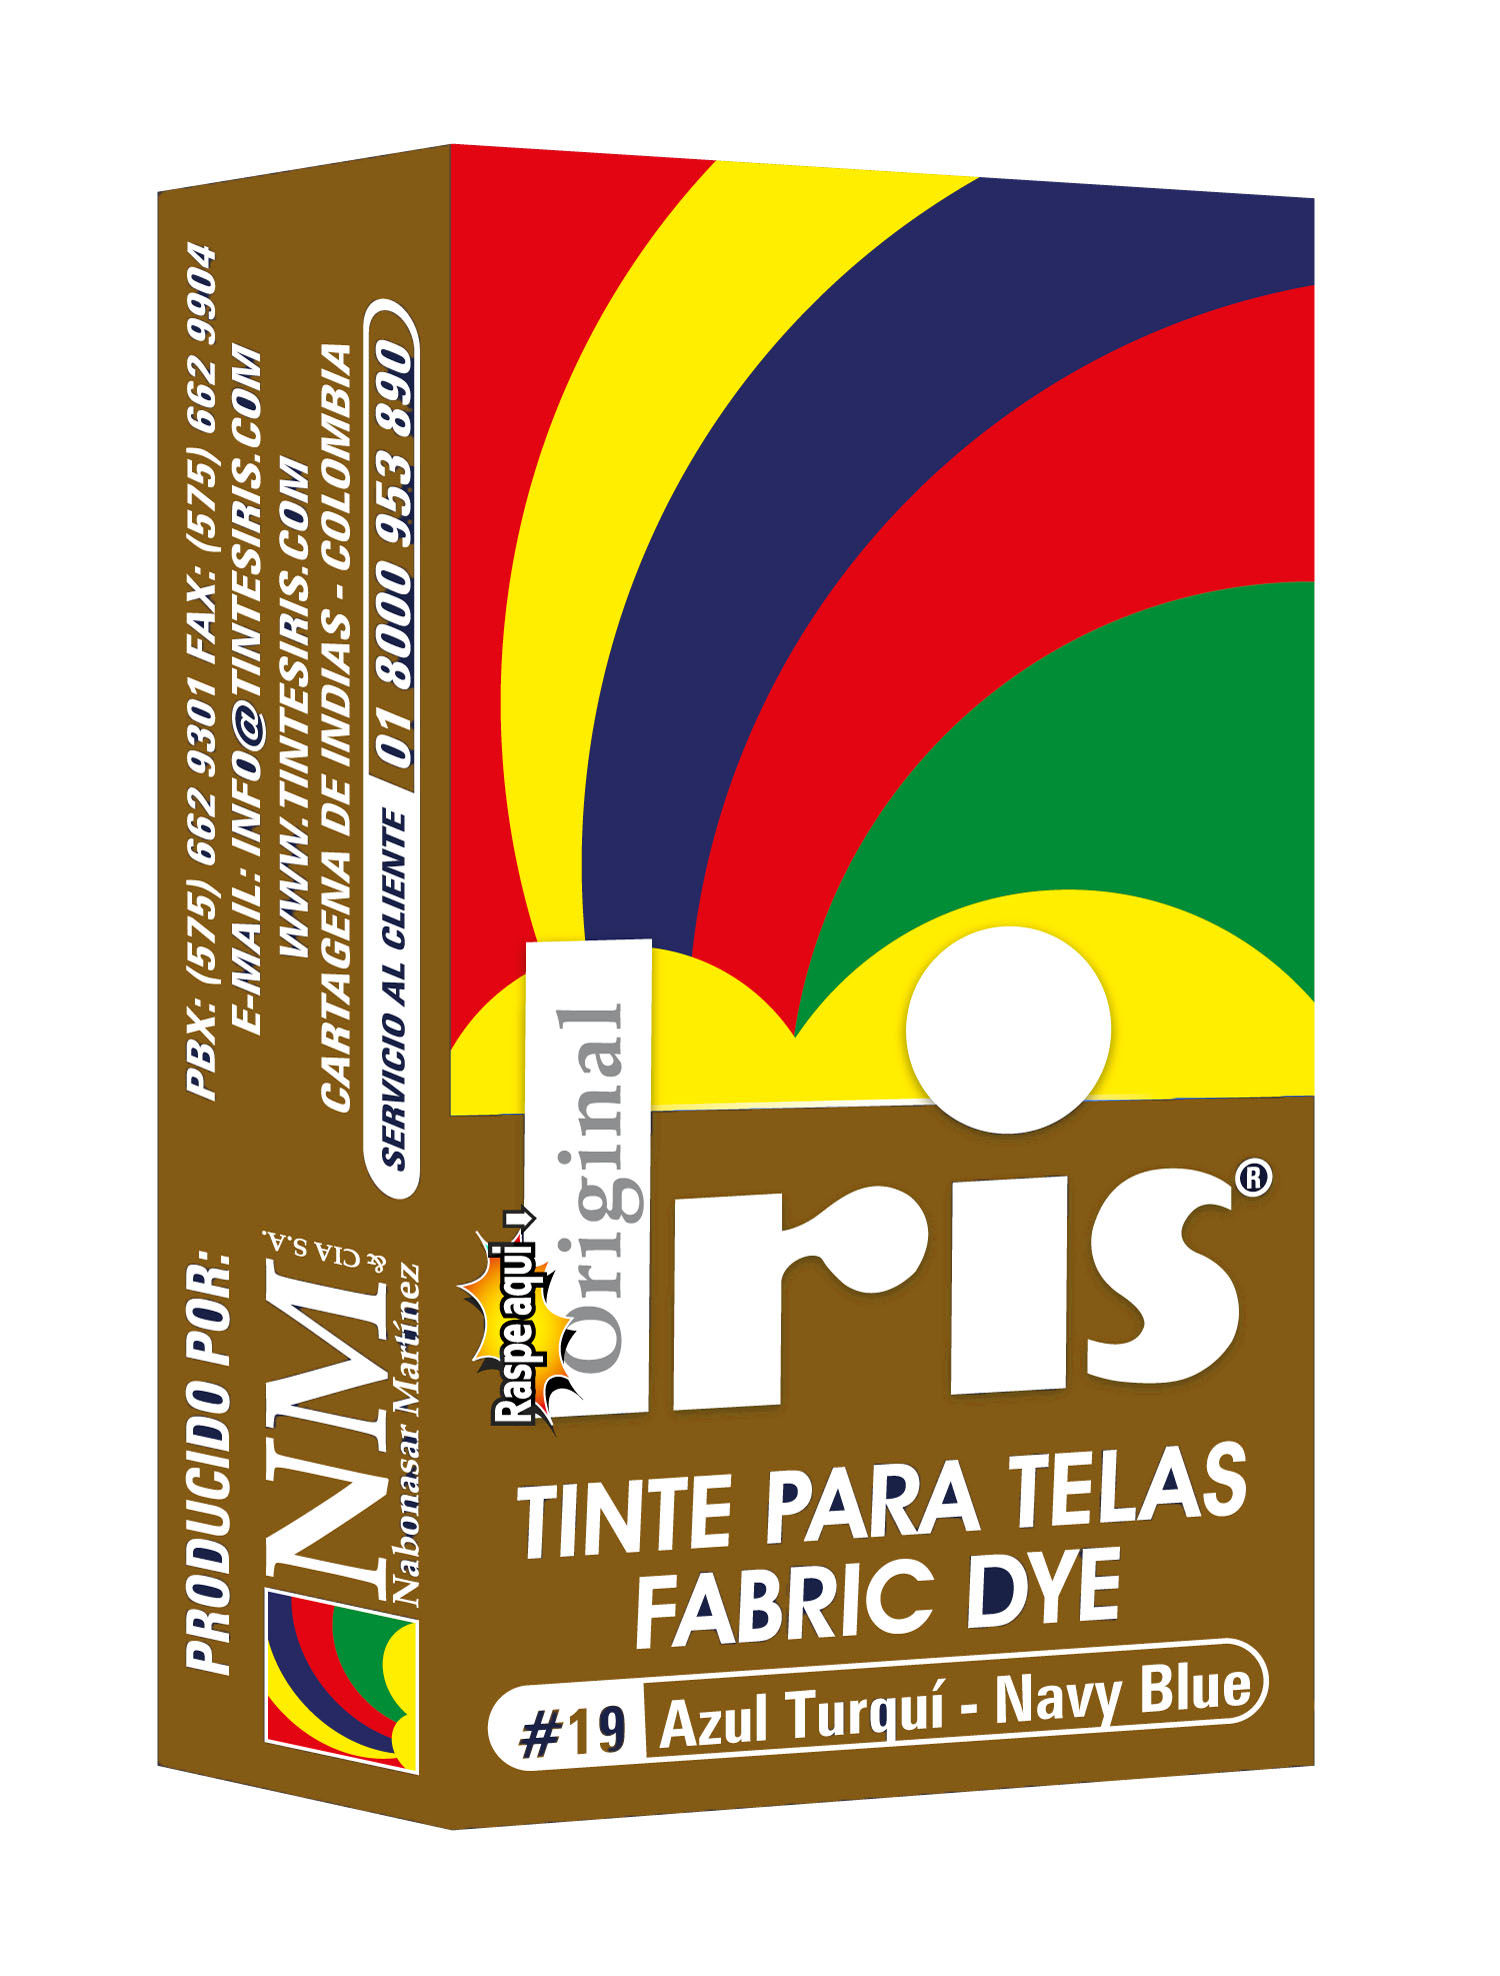 PBX: (575) 662 9301 FAX: (575) 662 9904
E-MAIL: INFO@TINTESIRIS.COM
WWW.TINTESIRIS.COM
CARTAGENA DE INDIAS - COLOMBIA
SERVICIO AL CLIENTE 01 8000 953 890
PRODUCIDO POR:
NM
& CIA S.A.
Nabonasar Martínez
Original
Raspe aqui
Iris®
TINTE PARA TELAS
FABRIC DYE
#19 Azul Turquí - Navy Blue